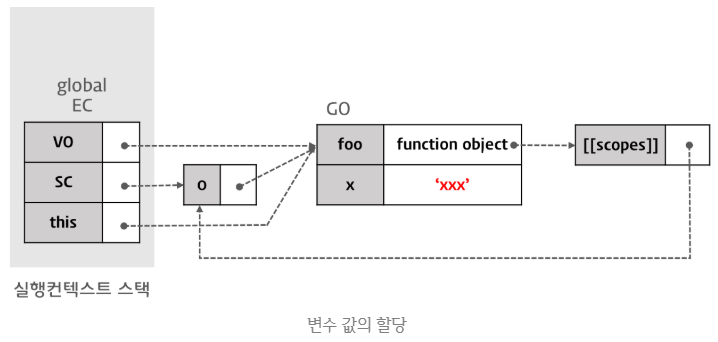 global
EC
GO
VO
foo
function object
[[scopes]]
SC
0
x
'xxx'
this
실행컨텍스트 스택
변수 값의 할당